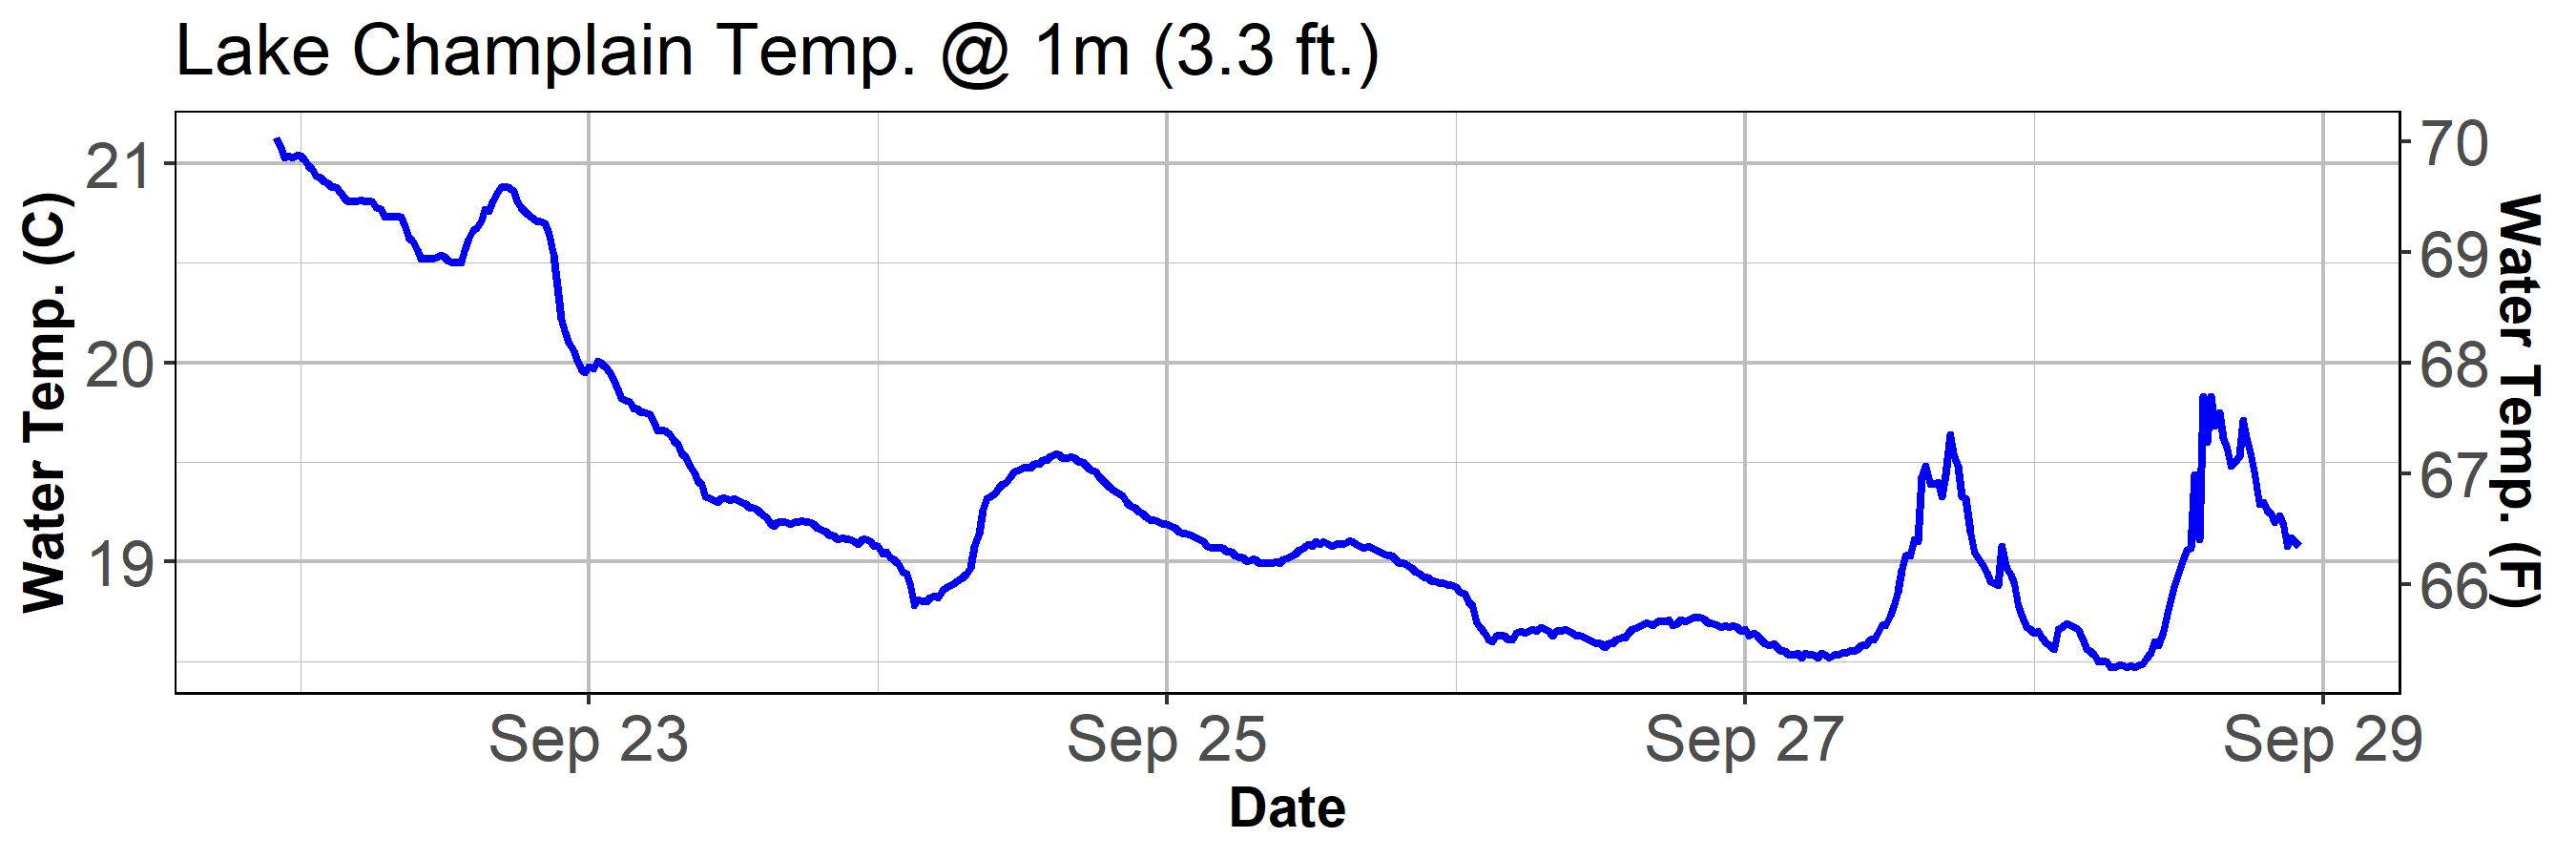 Lake Champlain Temp. @ 1m (3.3 ft.)
Water Temp. (C)
21
20
19
70
69
68
67
66
Water Temp. (F)
Sep 23
Sep 25
Sep 27
Sep 29
Date